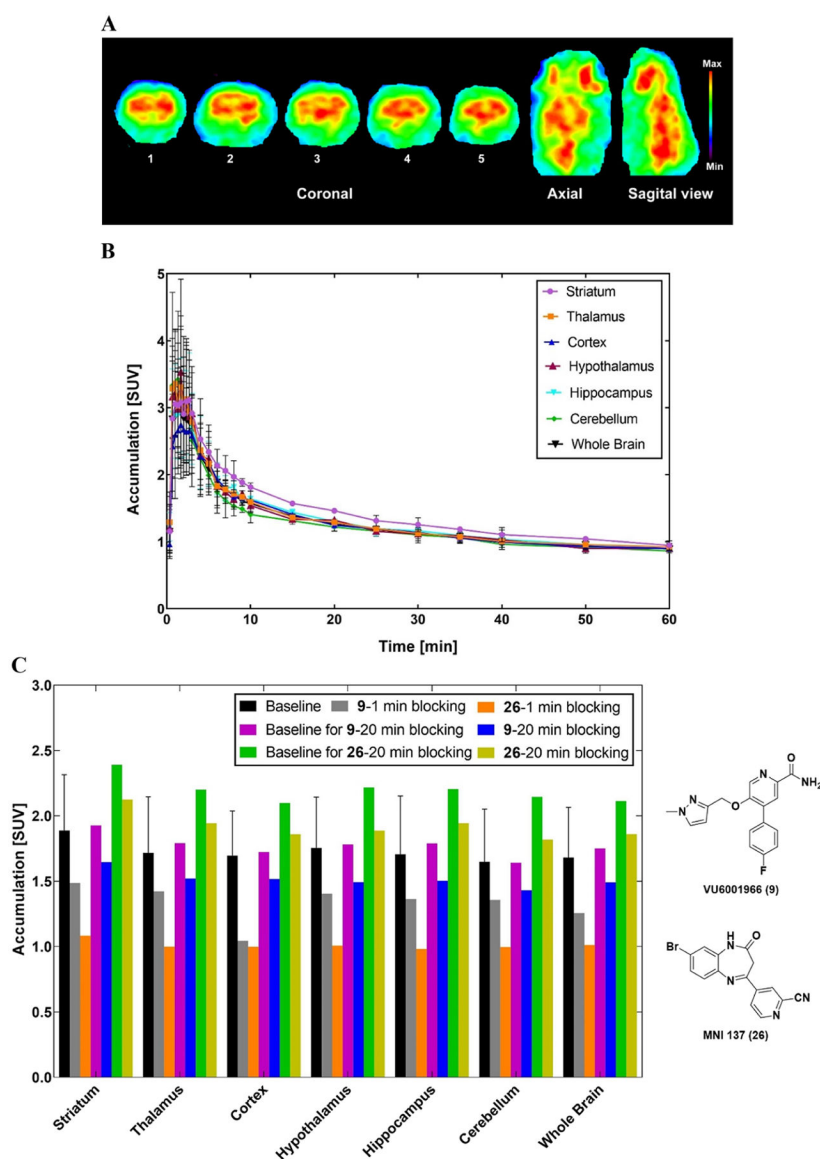 A
Max
Min
1 2 3 4 5
Coronal Axial Sagital view
B
Accumulation [SUV]
5
4
3
2
1
0
0 10 20 30 40 50 60
Time [min]
Striatum
Thalamus
Cortex
Hypothalamus
Hippocampus
Cerebellum
Whole Brain
C
Accumulation [SUV]
3.0
2.5
2.0
1.5
1.0
0.5
0.0
Baseline 9-1 min blocking 26-1 min blocking
Baseline for 9-20 min blocking 9-20 min blocking
Baseline for 26-20 min blocking 26-20 min blocking
Striatum
Thalamus
Cortex
Hypothalamus
Hippocampus
Cerebellum
Whole Brain
O
N
NH2
N
N
O
F
VU6001966 (9)
H
N
O
Br
N
CN
N
MNI 137 (26)